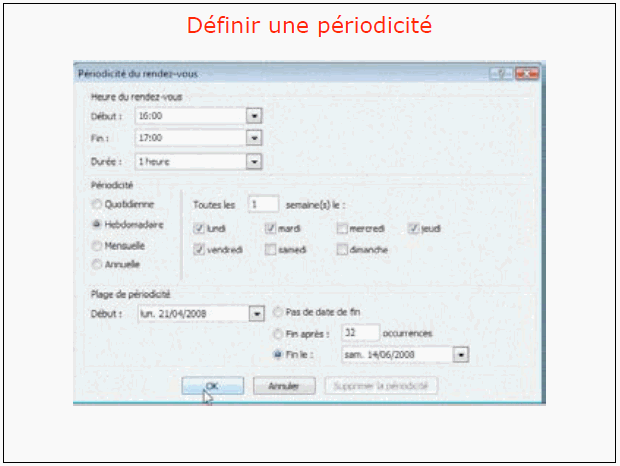 Définir une périodicité
Périodicité du rendez-vous
Heure du rendez-vous
Début : 16:00
Fin : 17:00
Durée : 1 heure
Périodicité
Quotidienne Toutes les 1 semaine(s) le :
Hebdomadaire lundi mardi mercredi jeudi
Mensuelle vendredi samedi dimanche
Annuelle
Plage de périodicité
Début : lun. 21/04/2008 Pas de date de fin
Fin après : 32 occurrences
Fin le : sam. 14/06/2008
OK Annuler Supprimer la périodicité